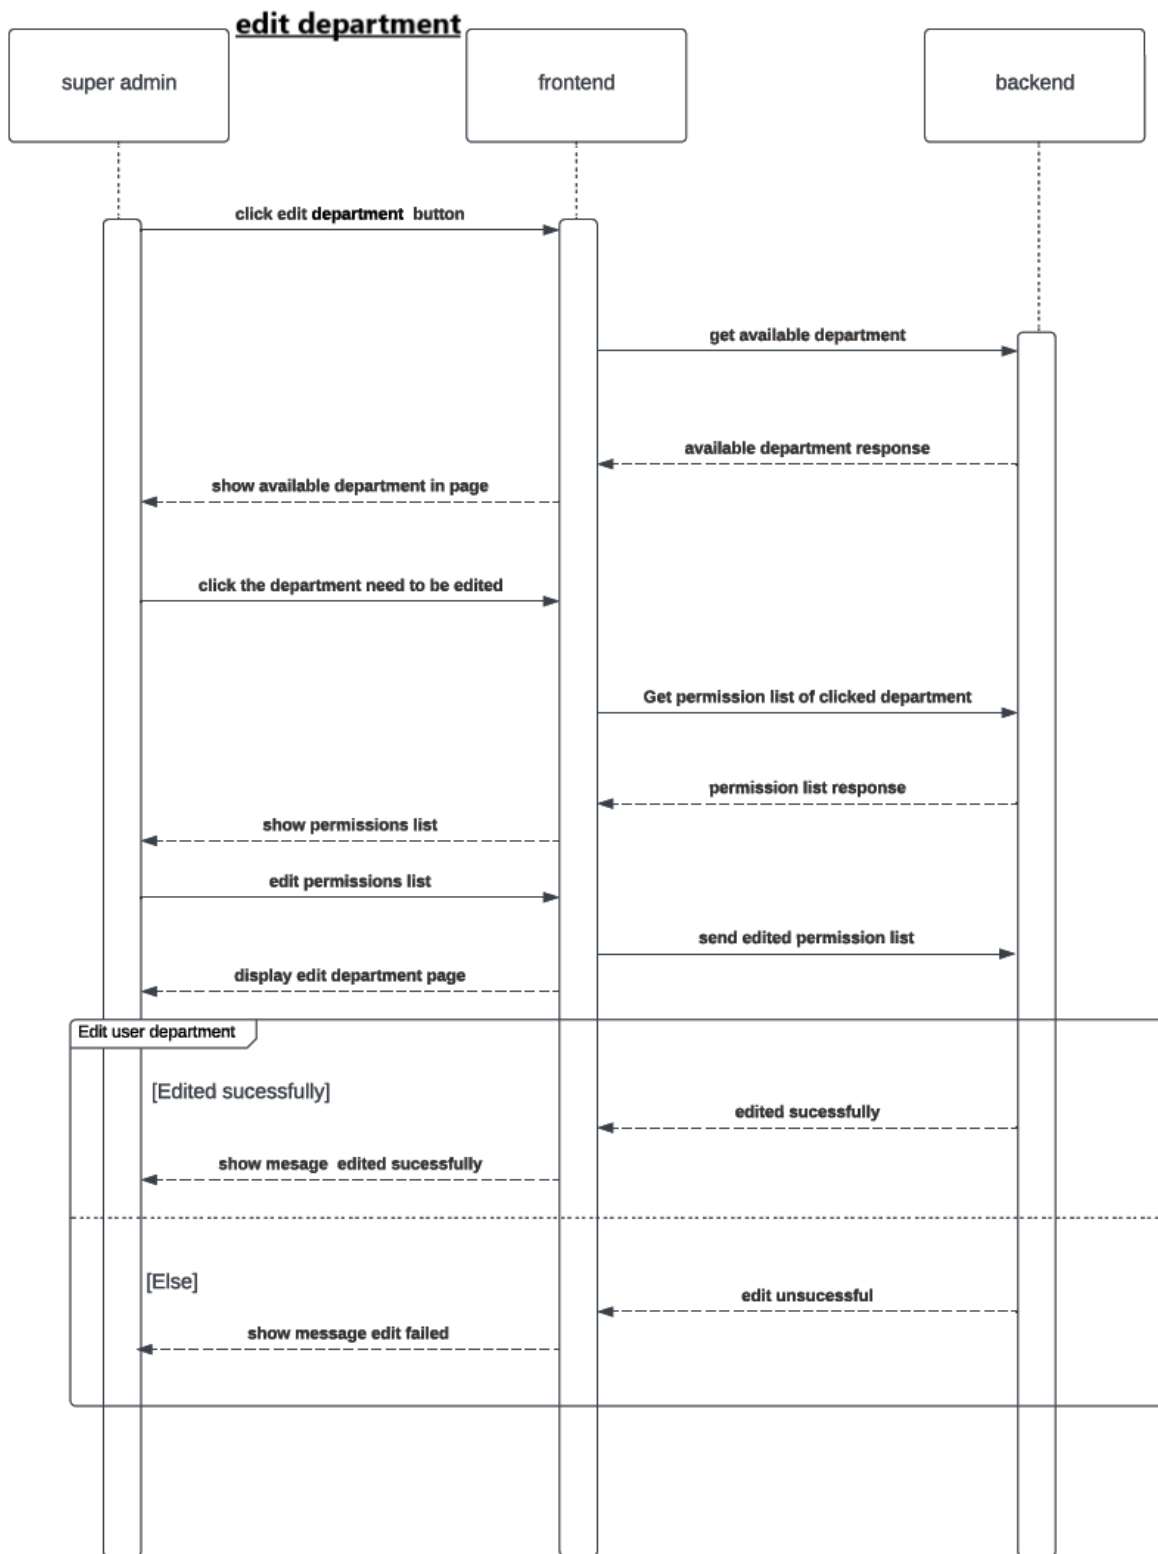 edit department
super admin
frontend
backend
click edit department  button
get available department
available department response
show available department in page
click the department need to be edited
Get permission list of clicked department
permission list response
show permissions list
edit permissions list
send edited permission list
display edit department page
Edit user department
[Edited sucessfully]
edited sucessfully
show mesage  edited sucessfully
[Else]
edit unsucessful
show message edit failed